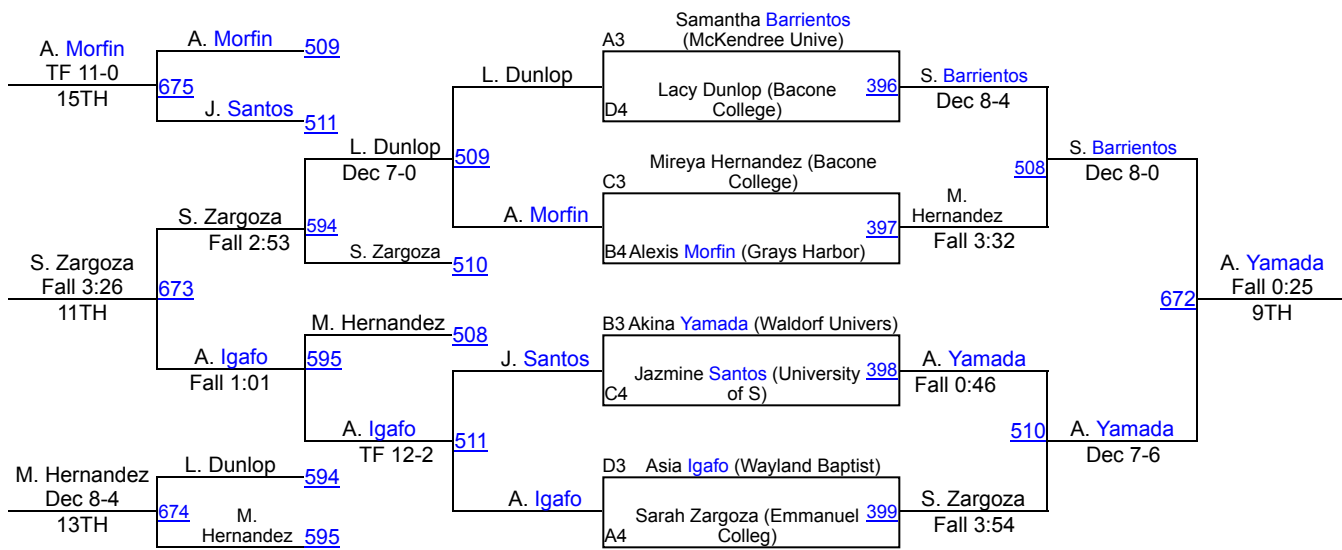 A. Morfin
TF 11-0
15TH
A. Morfin
509
675
J. Santos
511
L. Dunlop
Dec 7-0
509
L. Dunlop
A. Morfin
S. Zargoza
Fall 2:53
594
S. Zargoza
510
S. Zargoza
Fall 3:26
11TH
673
A. Igafo
Fall 1:01
M. Hernandez
508
595
A. Igafo
TF 12-2
511
J. Santos
A. Igafo
M. Hernandez
Dec 8-4
13TH
L. Dunlop
594
674
M.
Hernandez
595
Samantha Barrientos
(McKendree Unive)
A3
Lacy Dunlop (Bacone
College)
D4
396
S. Barrientos
Dec 8-4
Mireya Hernandez (Bacone
College)
C3
B4 Alexis Morfin (Grays Harbor)
397
M.
Hernandez
Fall 3:32
508
S. Barrientos
Dec 8-0
B3 Akina Yamada (Waldorf Univers)
Jazmine Santos (University
of S)
C4
398
A. Yamada
Fall 0:46
D3 Asia Igafo (Wayland Baptist)
Sarah Zargoza (Emmanuel
Colleg)
A4
399
S. Zargoza
Fall 3:54
510
A. Yamada
Dec 7-6
672
A. Yamada
Fall 0:25
9TH